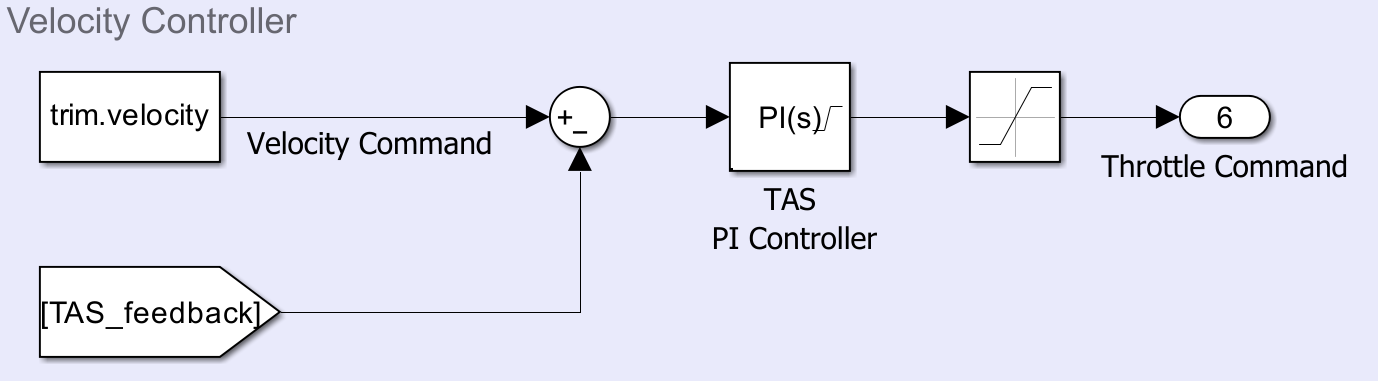 Velocity Controller
trim.velocity
Velocity Command
+
−
PI(s)
TAS
PI Controller
6
Throttle Command
[TAS_feedback]